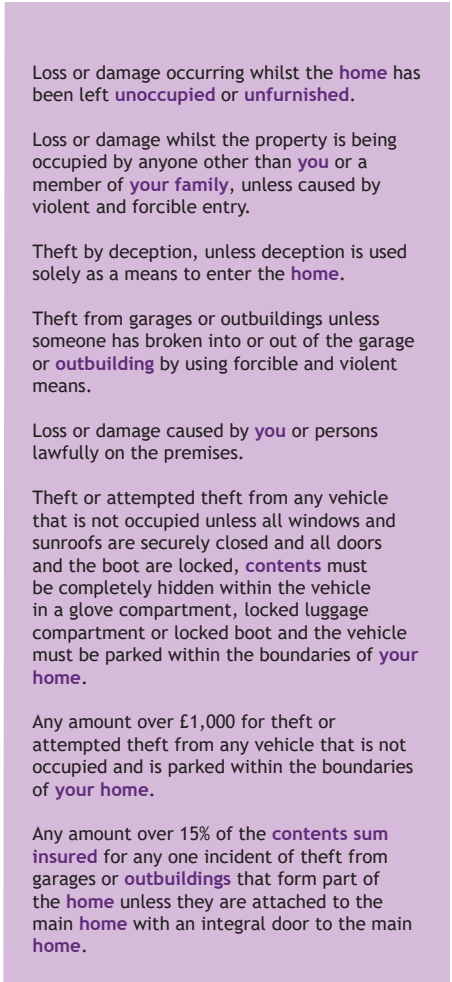 Loss or damage occurring whilst the home has
been left unoccupied or unfurnished.
Loss or damage whilst the property is being
occupied by anyone other than you or a
member of your family, unless caused by
violent and forcible entry.
Theft by deception, unless deception is used
solely as a means to enter the home.
Theft from garages or outbuildings unless
someone has broken into or out of the garage
or outbuilding by using forcible and violent
means.
Loss or damage caused by you or persons
lawfully on the premises.
Theft or attempted theft from any vehicle
that is not occupied unless all windows and
sunroofs are securely closed and all doors
and the boot are locked, contents must
be completely hidden within the vehicle
in a glove compartment, locked luggage
compartment or locked boot and the vehicle
must be parked within the boundaries of your
home.
Any amount over £1,000 for theft or
attempted theft from any vehicle that is not
occupied and is parked within the boundaries
of your home.
Any amount over 15% of the contents sum
insured for any one incident of theft from
garages or outbuildings that form part of
the home unless they are attached to the
main home with an integral door to the main
home.